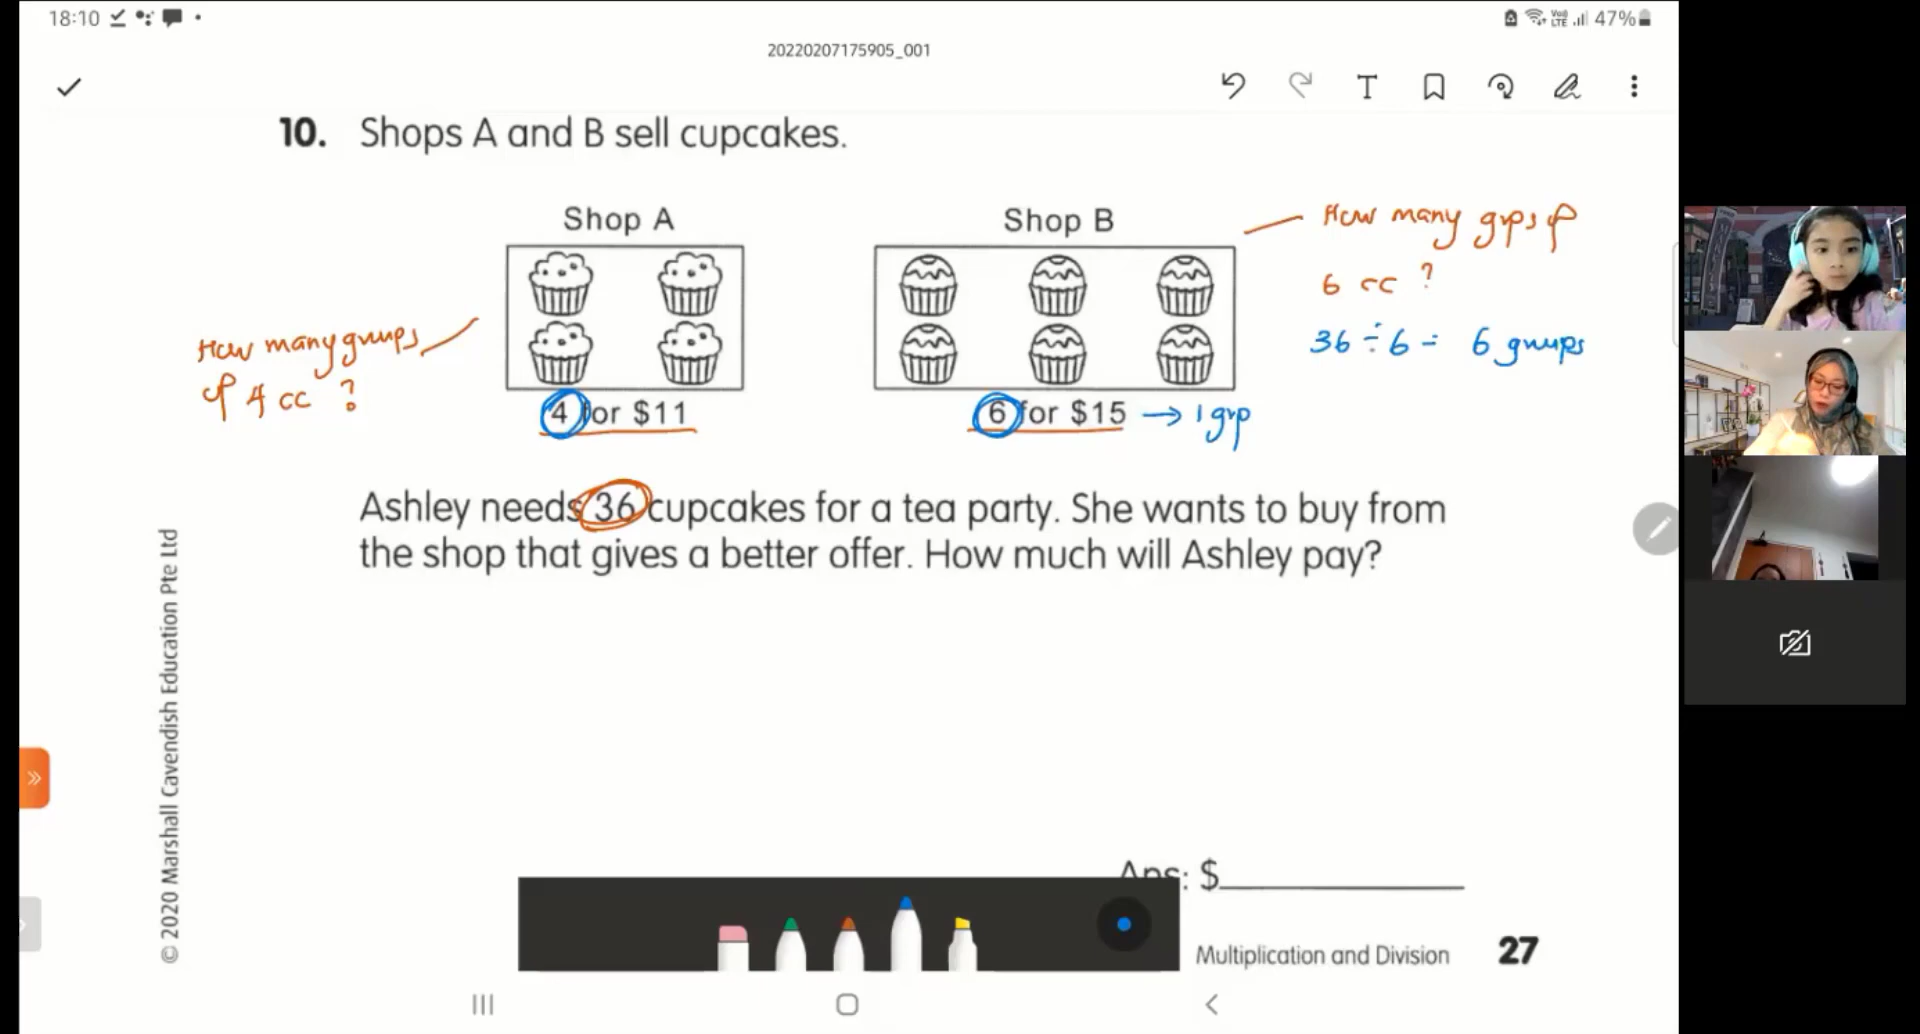 18:10
Vo)) LTE 47%
20220207175905_001
T
10. Shops A and B sell cupcakes.
Shop A
Shop B
How many grps of
6 cc ?
36 ÷ 6 = 6 groups
How many groups
of 4 cc ?
4 for $11
6 for $15 → 1 grp
Ashley needs 36 cupcakes for a tea party. She wants to buy from
the shop that gives a better offer. How much will Ashley pay?
© 2020 Marshall Cavendish Education Pte Ltd
Ans: $
Multiplication and Division 27